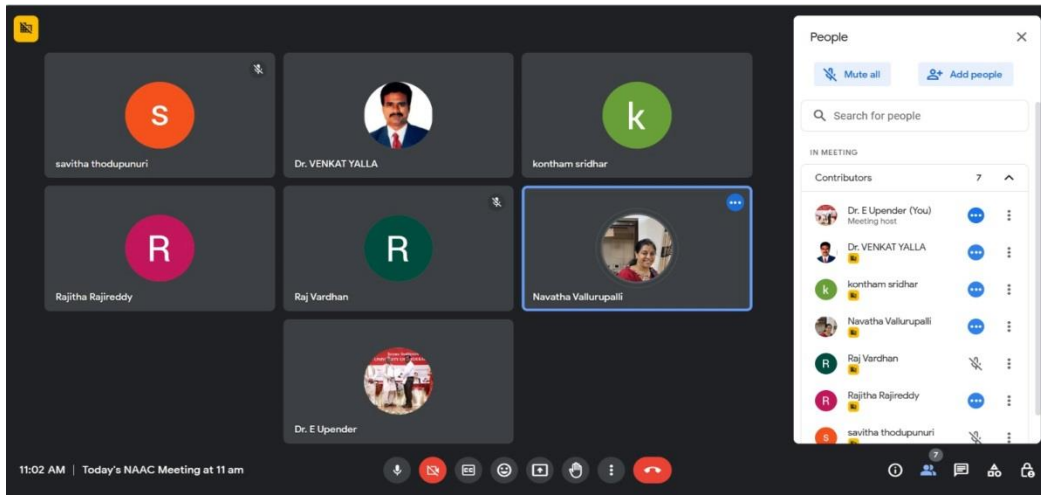 S
savitha thodupunuri
Dr. VENKAT YALLA
k
kontham sridhar
R
Rajitha Rajireddy
R
Raj Vardhan
Navatha Vallurupalli
Dr. E Upender
11:02 AM | Today's NAAC Meeting at 11 am
CC
7
People
Mute all
Add people
Search for people
IN MEETING
Contributors 7
Dr. E Upender (You)
Meeting host
Dr. VENKAT YALLA
k
kontham sridhar
Navatha Vallurupalli
R
Raj Vardhan
R
Rajitha Rajireddy
S
savitha thodupunuri